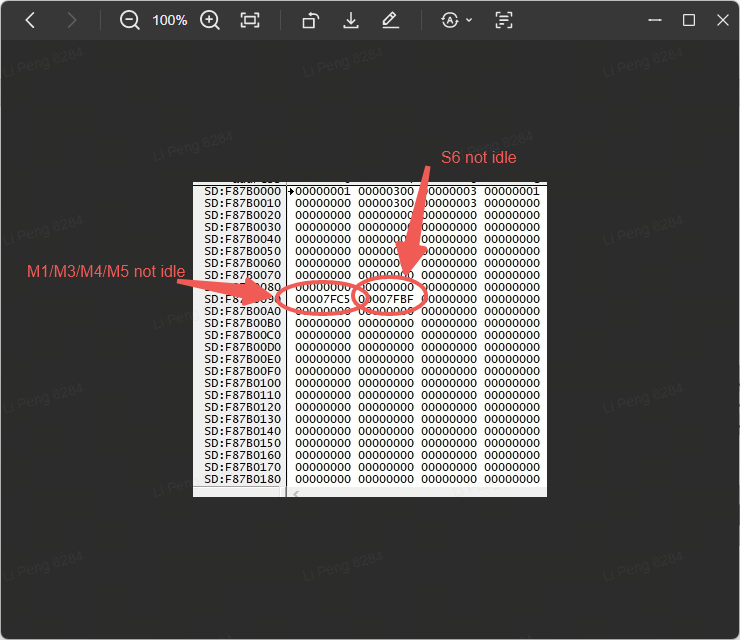 100%
S6 not idle
M1/M3/M4/M5 not idle
SD:F87B0000 00000001 00000300 00000003 00000001
SD:F87B0010 00000000 00000300 00000003 00000000
SD:F87B0020 00000000 00000000 00000000 00000000
SD:F87B0030 00000000 00000000 00000000 00000000
SD:F87B0040 00000000 00000000 00000000 00000000
SD:F87B0050 00000000 00000000 00000000 00000000
SD:F87B0060 00000000 00000000 00000000 00000000
SD:F87B0070 00000000 00000000 00000000
SD:F87B0080 00000000 00000000 00000000 00000000
00007FC5 00007FBF 00000000 00000000
SD:F87B00A0 00000000 00000000 00000000 00000000
SD:F87B00B0 00000000 00000000 00000000 00000000
SD:F87B00C0 00000000 00000000 00000000 00000000
SD:F87B00D0 00000000 00000000 00000000 00000000
SD:F87B00E0 00000000 00000000 00000000 00000000
SD:F87B00F0 00000000 00000000 00000000 00000000
SD:F87B0100 00000000 00000000 00000000 00000000
SD:F87B0110 00000000 00000000 00000000 00000000
SD:F87B0120 00000000 00000000 00000000 00000000
SD:F87B0130 00000000 00000000 00000000 00000000
SD:F87B0140 00000000 00000000 00000000 00000000
SD:F87B0150 00000000 00000000 00000000 00000000
SD:F87B0160 00000000 00000000 00000000 00000000
SD:F87B0170 00000000 00000000 00000000 00000000
SD:F87B0180 00000000 00000000 00000000 00000000
Li Peng 8284